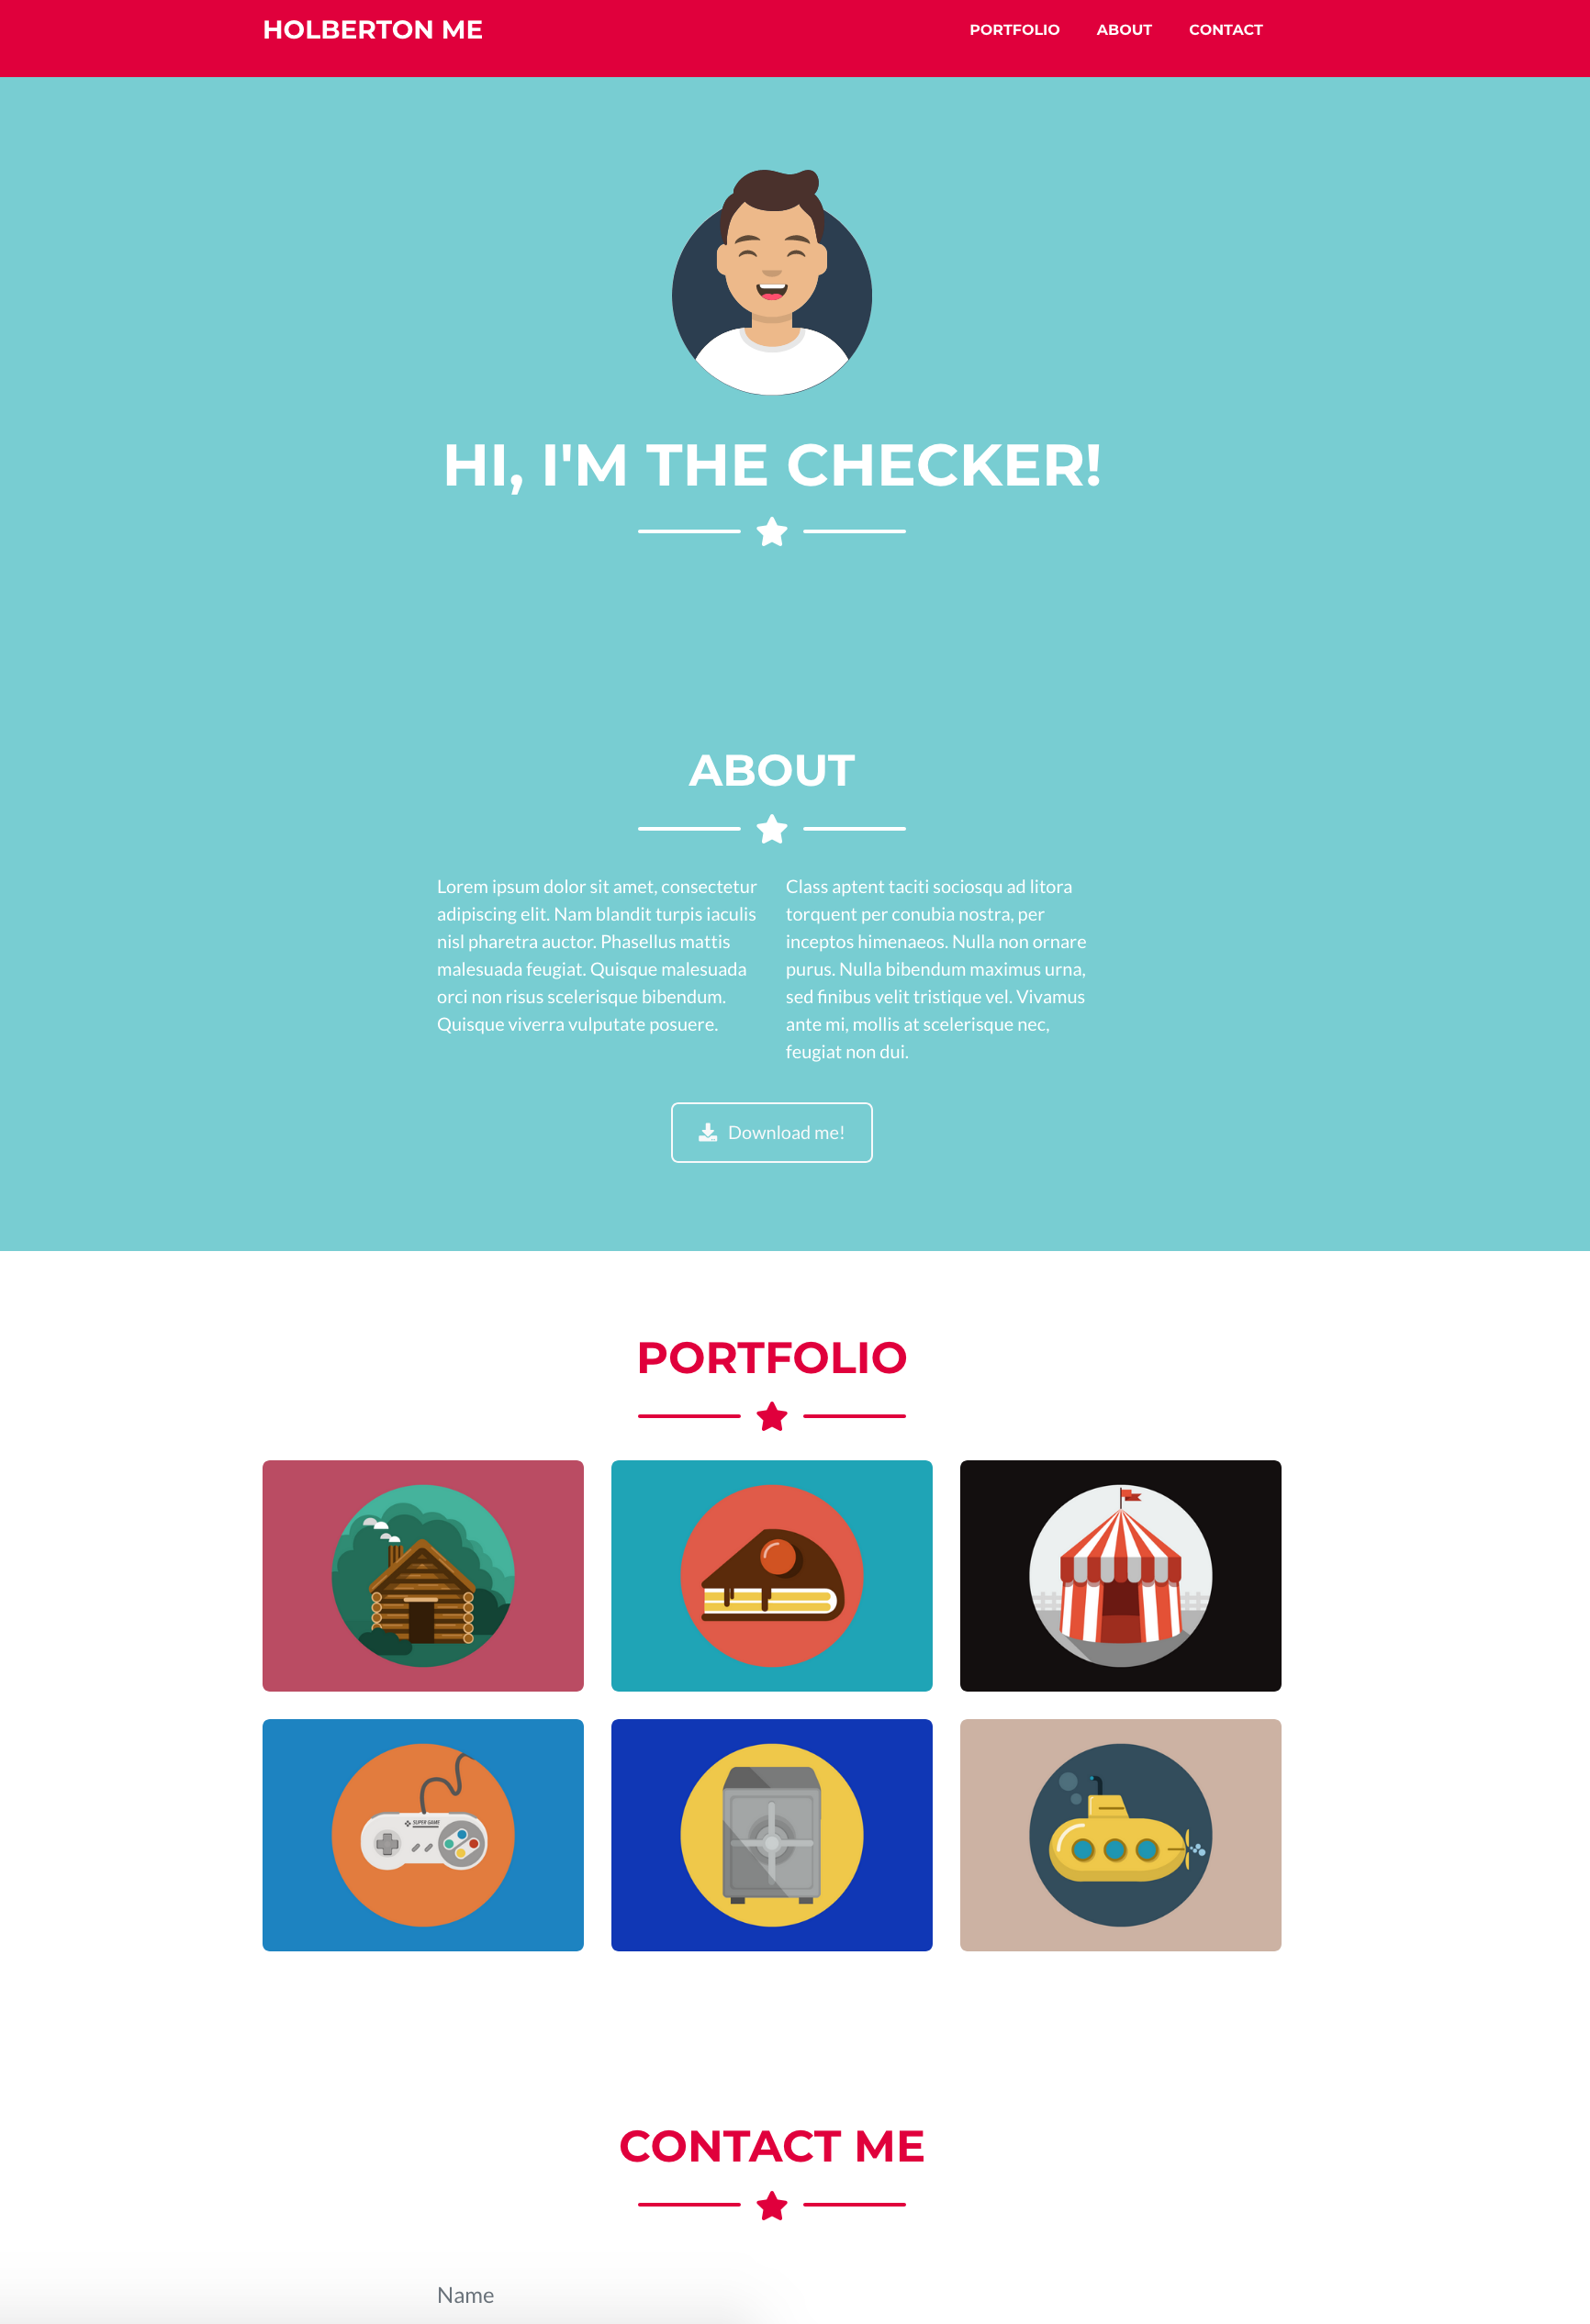 HOLBERTON ME
PORTFOLIO ABOUT CONTACT
HI, I'M THE CHECKER!
ABOUT
Lorem ipsum dolor sit amet, consectetur
adipiscing elit. Nam blandit turpis iaculis
nisl pharetra auctor. Phasellus mattis
malesuada feugiat. Quisque malesuada
orci non risus scelerisque bibendum.
Quisque viverra vulputate posuere.
Class aptent taciti sociosqu ad litora
torquent per conubia nostra, per
inceptos himenaeos. Nulla non ornare
purus. Nulla bibendum maximus urna,
sed finibus velit tristique vel. Vivamus
ante mi, mollis at scelerisque nec,
feugiat non dui.
Download me!
PORTFOLIO
SUPER GAME
CONTACT ME
Name